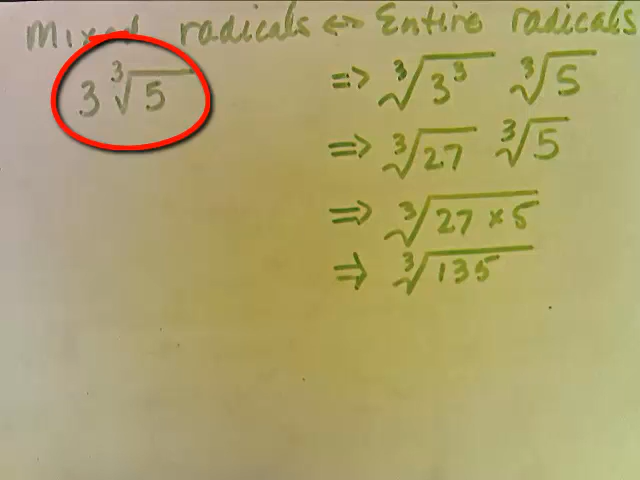 Mixed radicals ↔ Entire radicals
3∛5 ⇒ ∛3³ ∛5
⇒ ∛27 ∛5
⇒ ∛27 × 5
⇒ ∛135